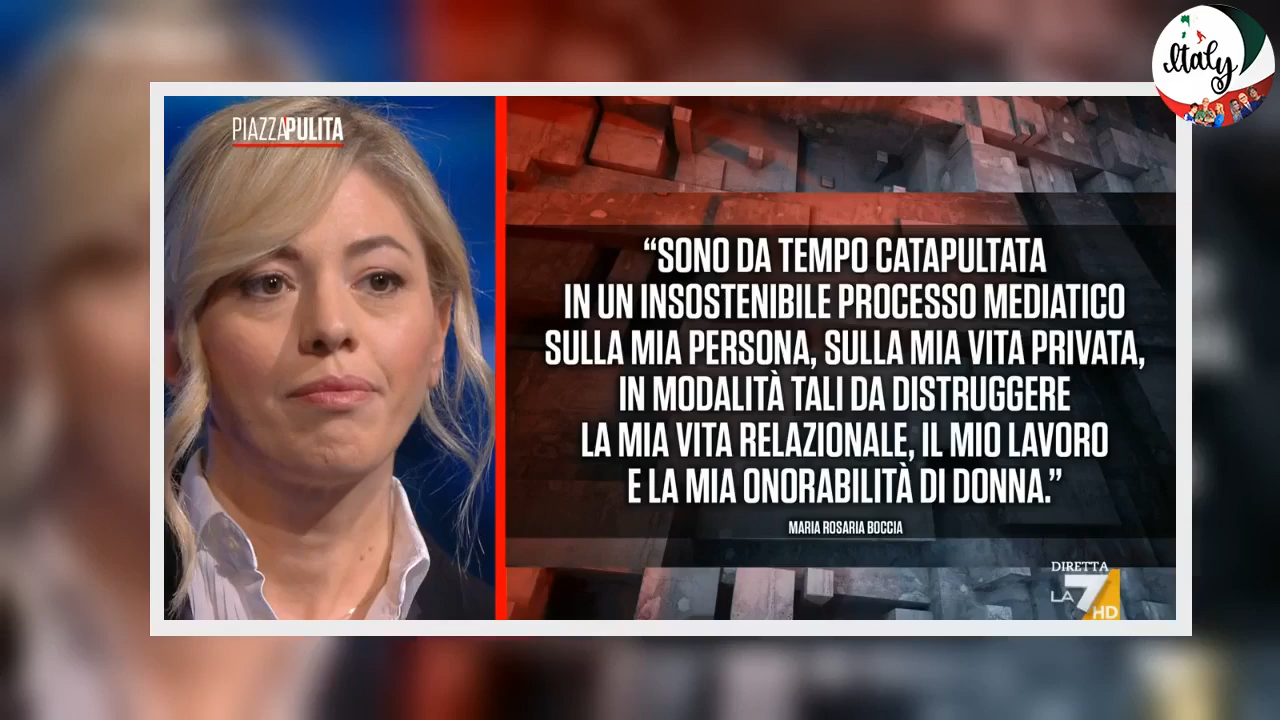 Italy
PIAZZAPULITA
“SONO DA TEMPO CATAPULTATA
IN UN INSOSTENIBILE PROCESSO MEDIATICO
SULLA MIA PERSONA, SULLA MIA VITA PRIVATA,
IN MODALITÀ TALI DA DISTRUGGERE
LA MIA VITA RELAZIONALE, IL MIO LAVORO
E LA MIA ONORABILITÀ DI DONNA.”
MARIA ROSARIA BOCCIA
DIRETTA
LA7
HD